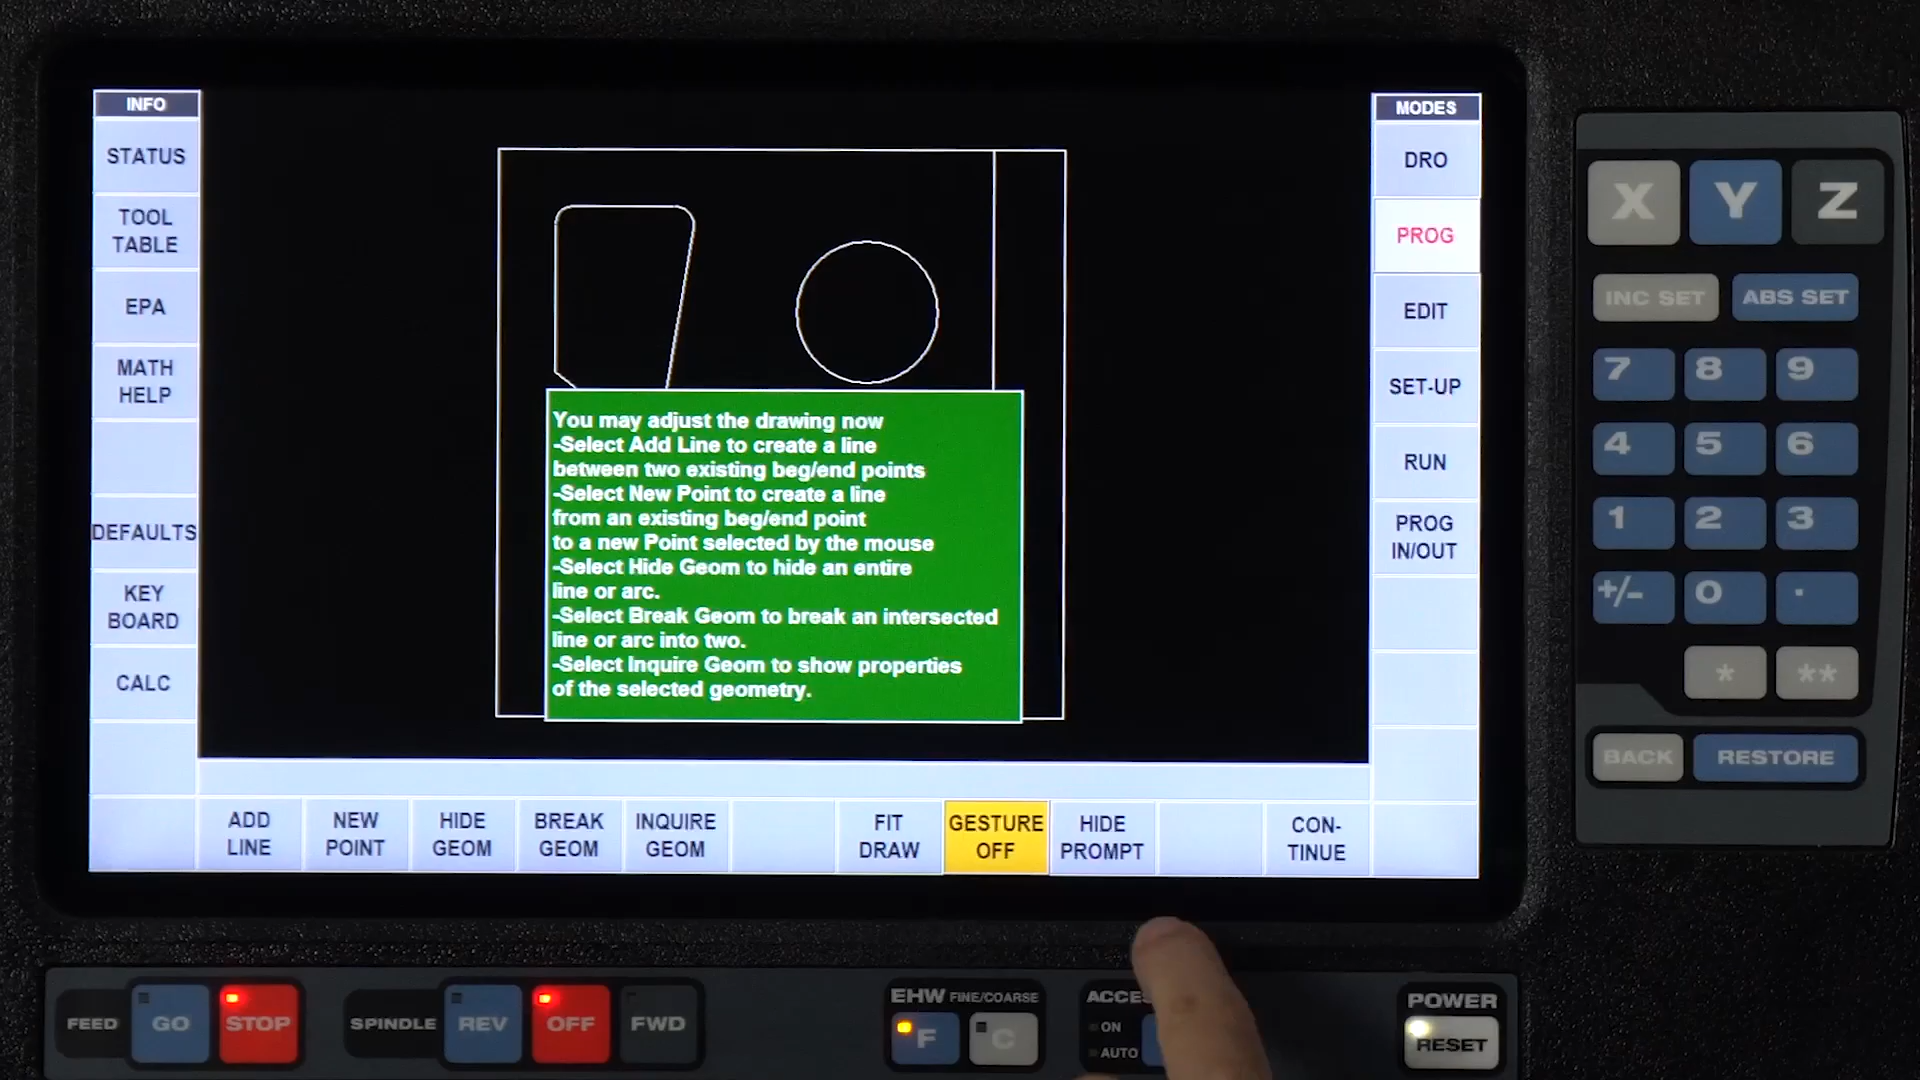 INFO
STATUS
TOOL
TABLE
EPA
MATH
HELP
DEFAULTS
KEY
BOARD
CALC
You may adjust the drawing now
-Select Add Line to create a line
between two existing beg/end points
-Select New Point to create a line
from an existing beg/end point
to a new Point selected by the mouse
-Select Hide Geom to hide an entire
line or arc.
-Select Break Geom to break an intersected
line or arc into two.
-Select Inquire Geom to show properties
of the selected geometry.
MODES
DRO
PROG
EDIT
SET-UP
RUN
PROG
IN/OUT
ADD
LINE
NEW
POINT
HIDE
GEOM
BREAK
GEOM
INQUIRE
GEOM
FIT
DRAW
GESTURE
OFF
HIDE
PROMPT
CON-
TINUE
X Y Z
INC SET ABS SET
7 8 9
4 5 6
1 2 3
+/- 0 .
* **
BACK RESTORE
FEED GO STOP
SPINDLE REV OFF FWD
EHW FINE/COARSE
F C
ON
AUTO
POWER
RESET